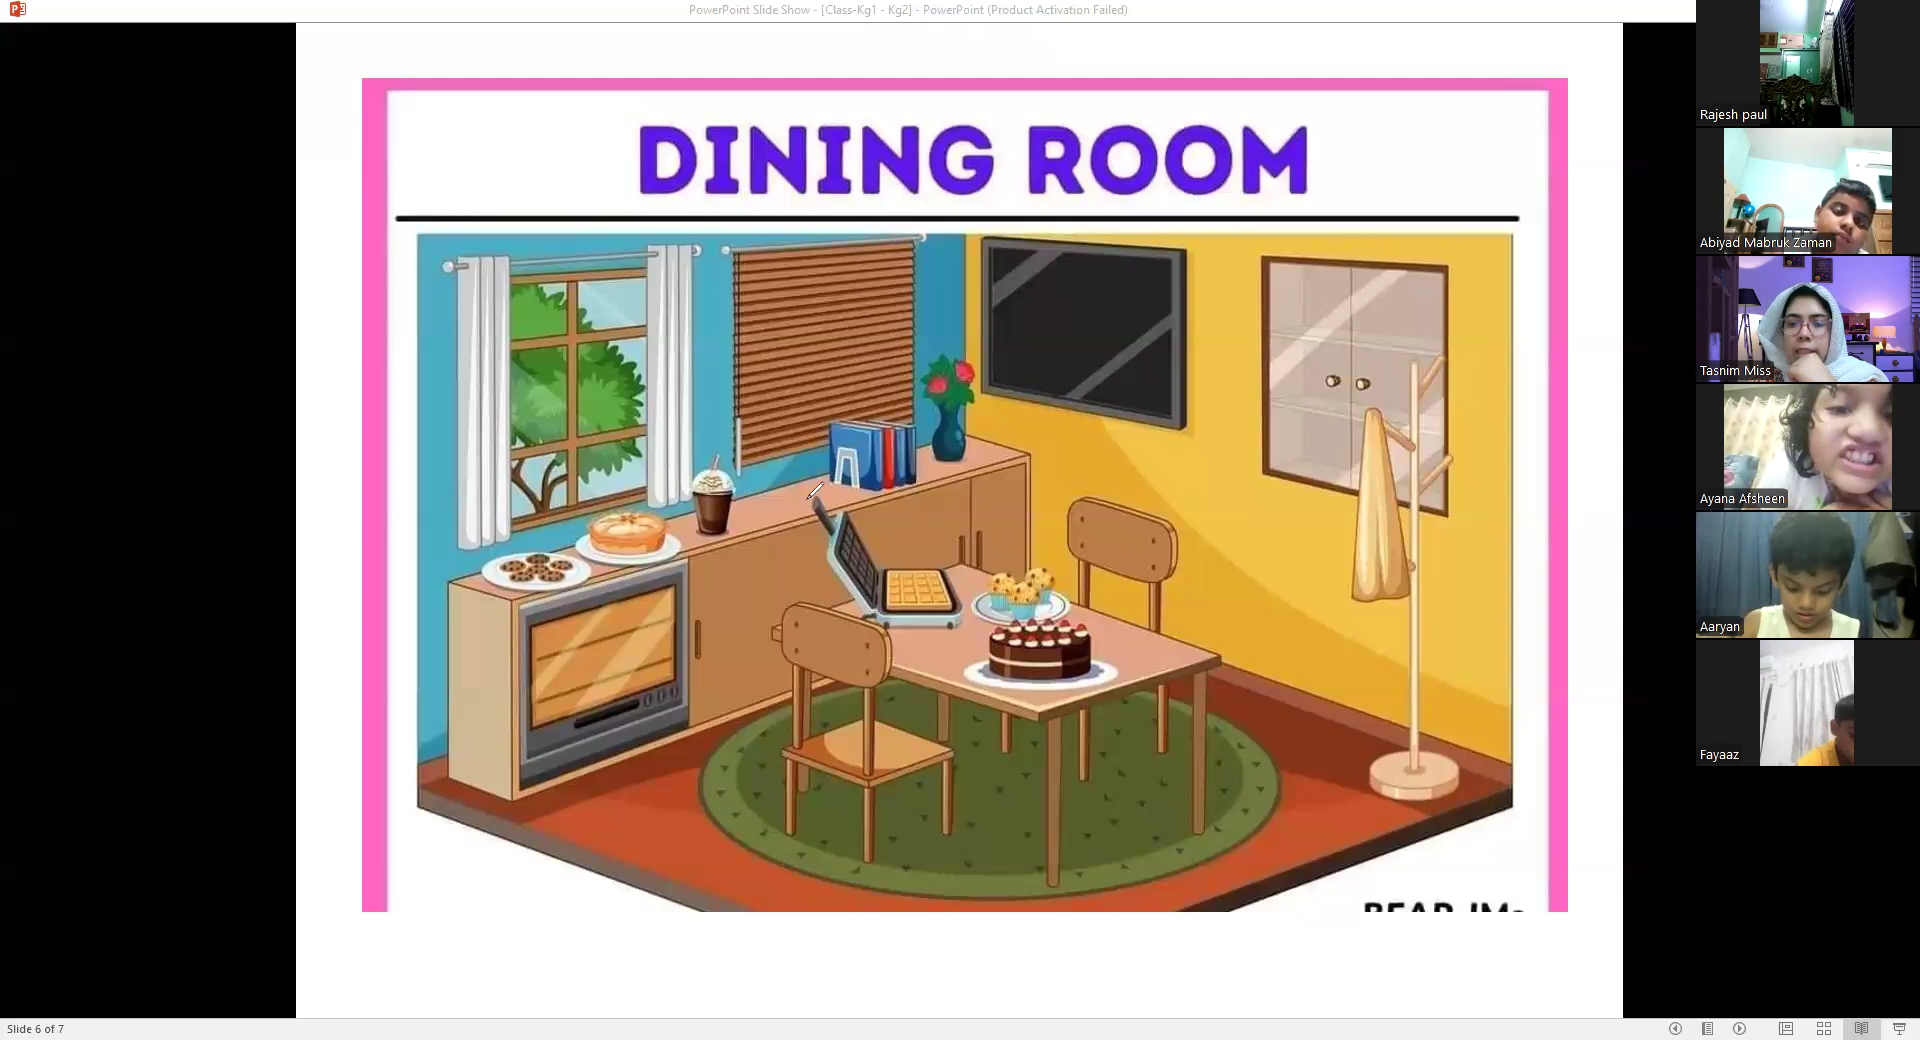 PowerPoint Slide Show - [Class-Kg1 - Kg2] - PowerPoint (Product Activation Failed)
DINING ROOM
Rajesh paul
Abiyad Mabruk Zaman
Tasnim Miss
Ayana Afsheen
Aaryan
Fayaaz
Slide 6 of 7